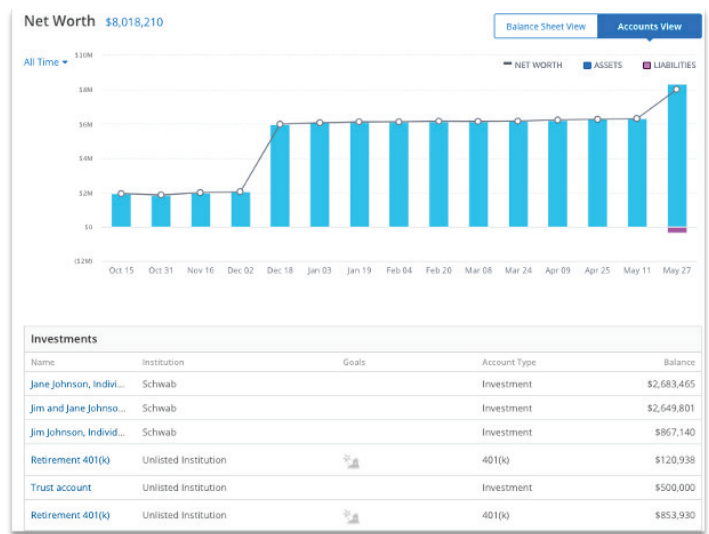 Net Worth $8,018,210
Balance Sheet View Accounts View
All Time
NET WORTH ASSETS LIABILITIES
$10M
$8M
$6M
$4M
$2M
$0
($2M)
Oct 15 Oct 31 Nov 16 Dec 02 Dec 18 Jan 03 Jan 19 Feb 04 Feb 20 Mar 08 Mar 24 Apr 09 Apr 25 May 11 May 27
Investments
Name Institution Goals Account Type Balance
Jane Johnson, Indivi... Schwab Investment $2,683,465
Jim and Jane Johnso... Schwab Investment $2,649,801
Jim Johnson, Individ... Schwab Investment $867,140
Retirement 401(k) Unlisted Institution 401(k) $120,938
Trust account Unlisted Institution Investment $500,000
Retirement 401(k) Unlisted Institution 401(k) $853,930